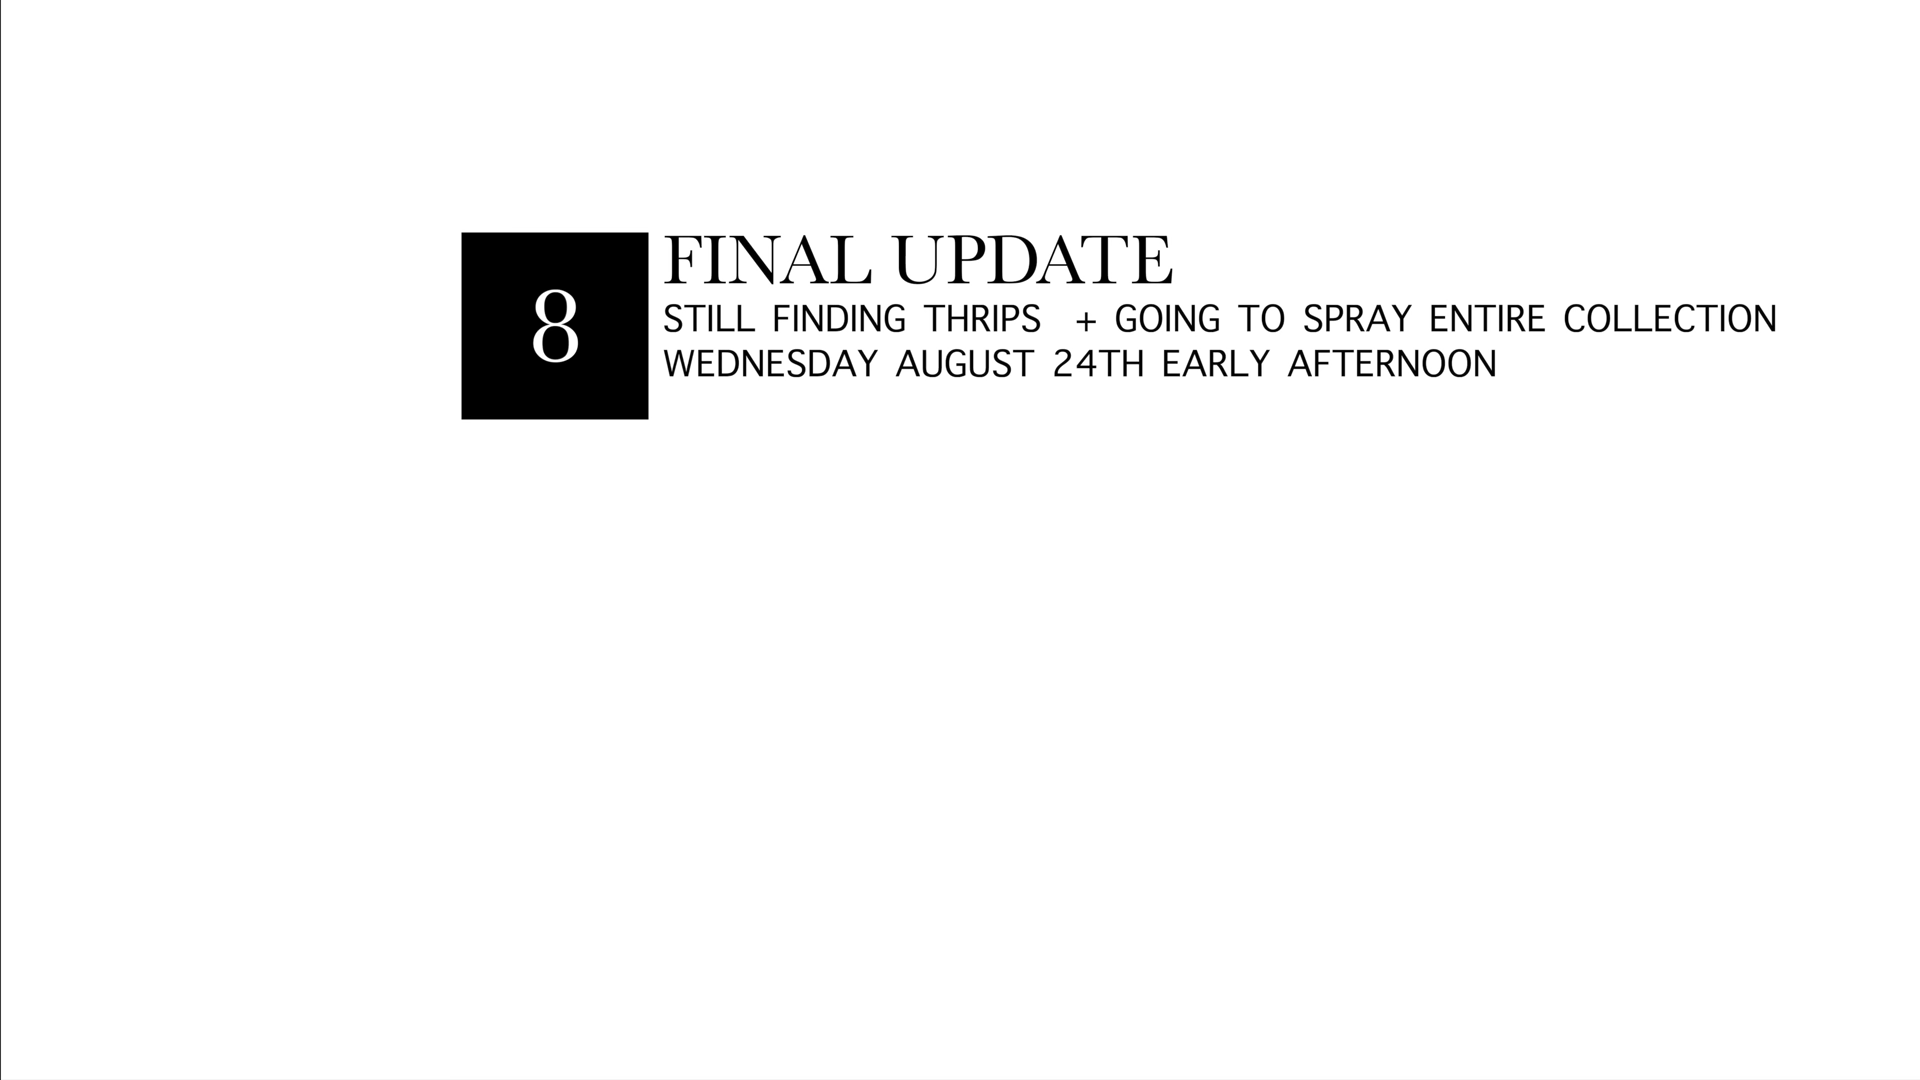 8
FINAL UPDATE
STILL FINDING THRIPS + GOING TO SPRAY ENTIRE COLLECTION
WEDNESDAY AUGUST 24TH EARLY AFTERNOON